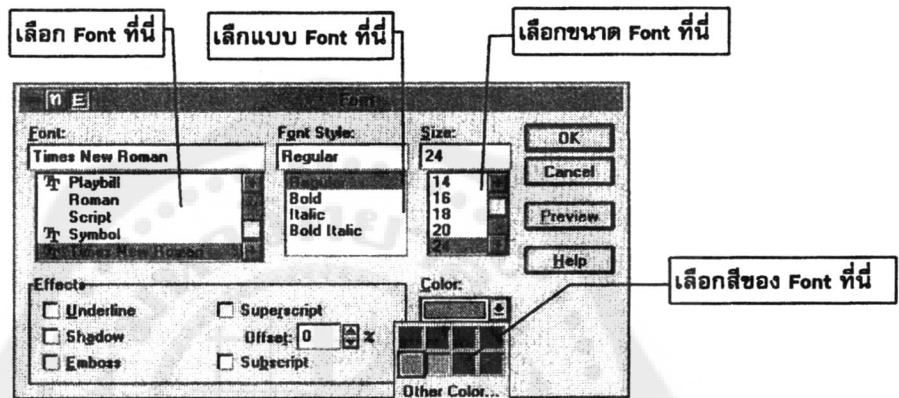 เลือก Font ที่นี่
เลิกแบบ Font ที่นี่
เลือกขนาด Font ที่นี่
ท E Font
Font: Font Style: Size:
Times New Roman Regular 24 OK
Playbill Regular 14 Cancel
Roman Bold 16
Script Italic 18 Preview
Symbol Bold Italic 20
Times New Roman 24 Help
Effects Color:
เลือกสีของ Font ที่นี่
Underline Superscript
Shadow Offset: 0 %
Emboss Subscript
Other Color...